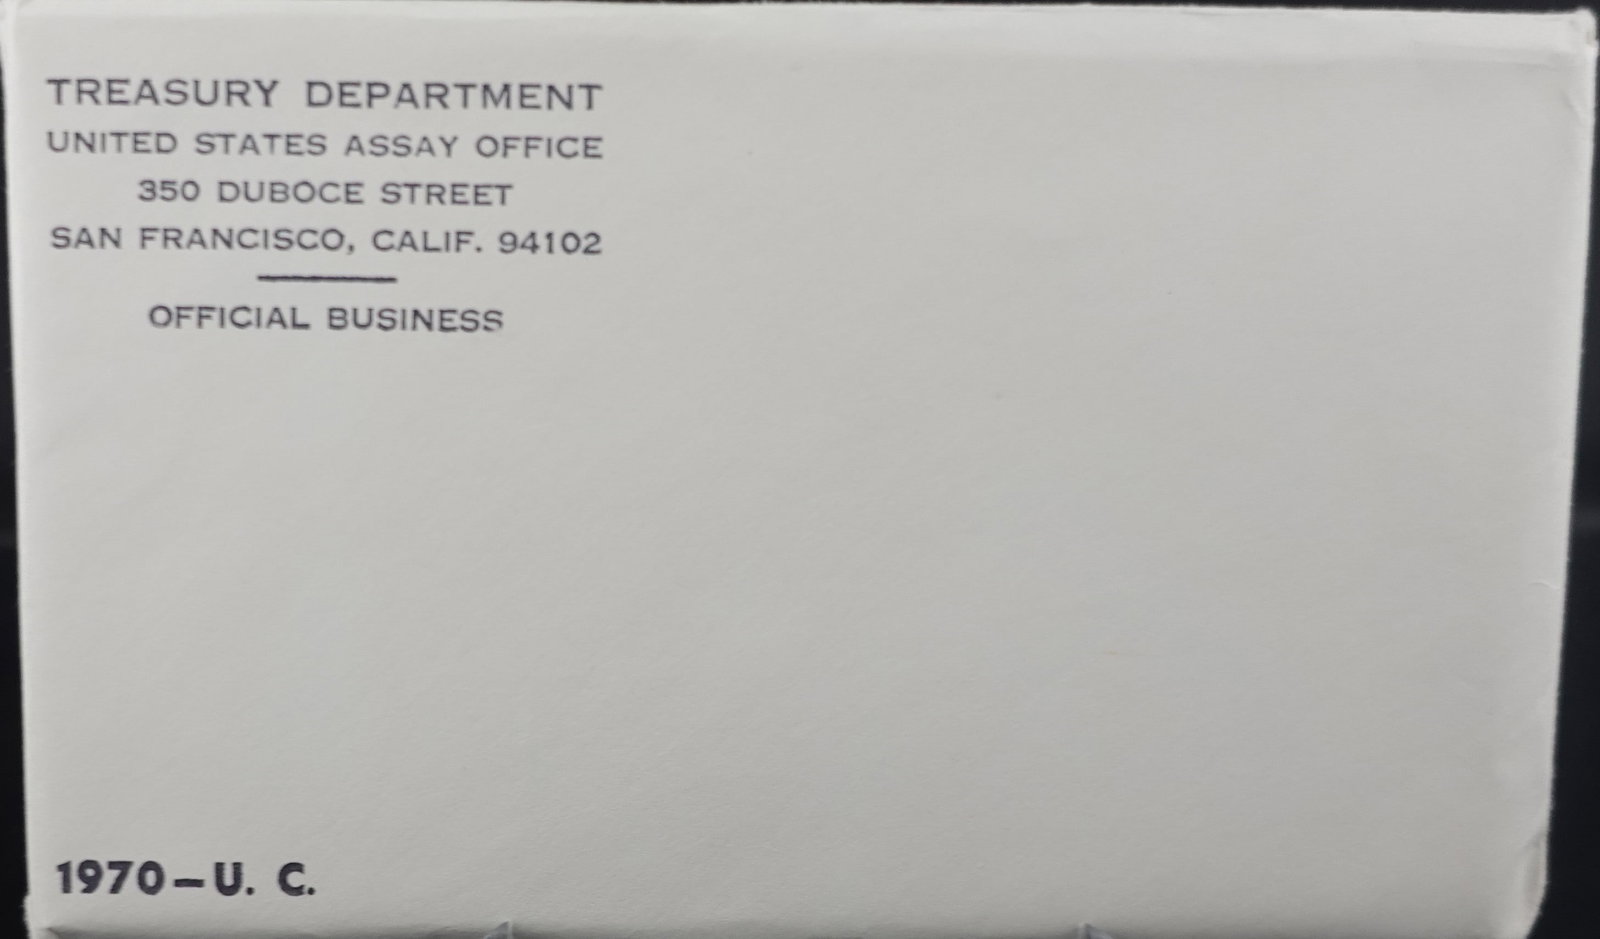 TREASURY DEPARTMENT
UNITED STATES ASSAY OFFICE
350 DUBOCE STREET
SAN FRANCISCO, CALIF. 94102
OFFICIAL BUSINESS
1970-U. C.